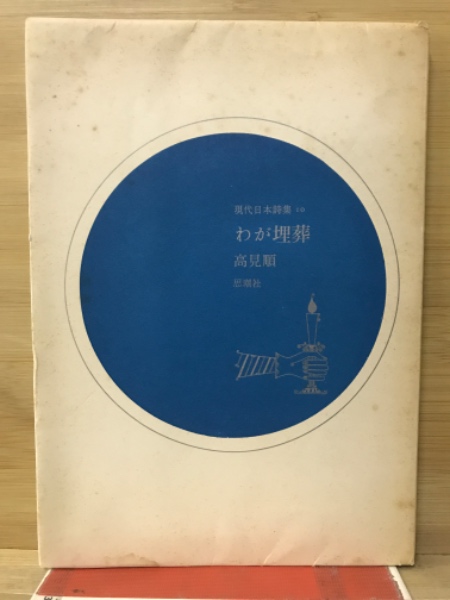 現代日本詩集
わが埋葬
高見順
思潮社